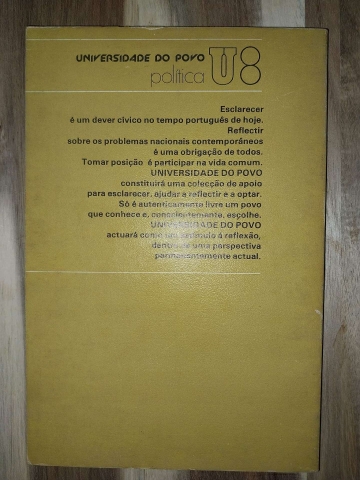 UNIVERSIDADE DO POVO
política U8
Esclarecer
é um dever cívico no tempo português de hoje.
Reflectir
sobre os problemas nacionais contemporâneos
é uma obrigação de todos.
Tomar posição é participar na vida comum.
UNIVERSIDADE DO POVO
constituirá uma colecção de apoio
para esclarecer, ajudar a reflectir e a optar.
Só é autenticamente livre um povo
que conhece e, conscientemente, escolhe.
UNIVERSIDADE DO POVO
actuará como um estímulo à reflexão,
dentro de uma perspectiva
permanentemente actual.